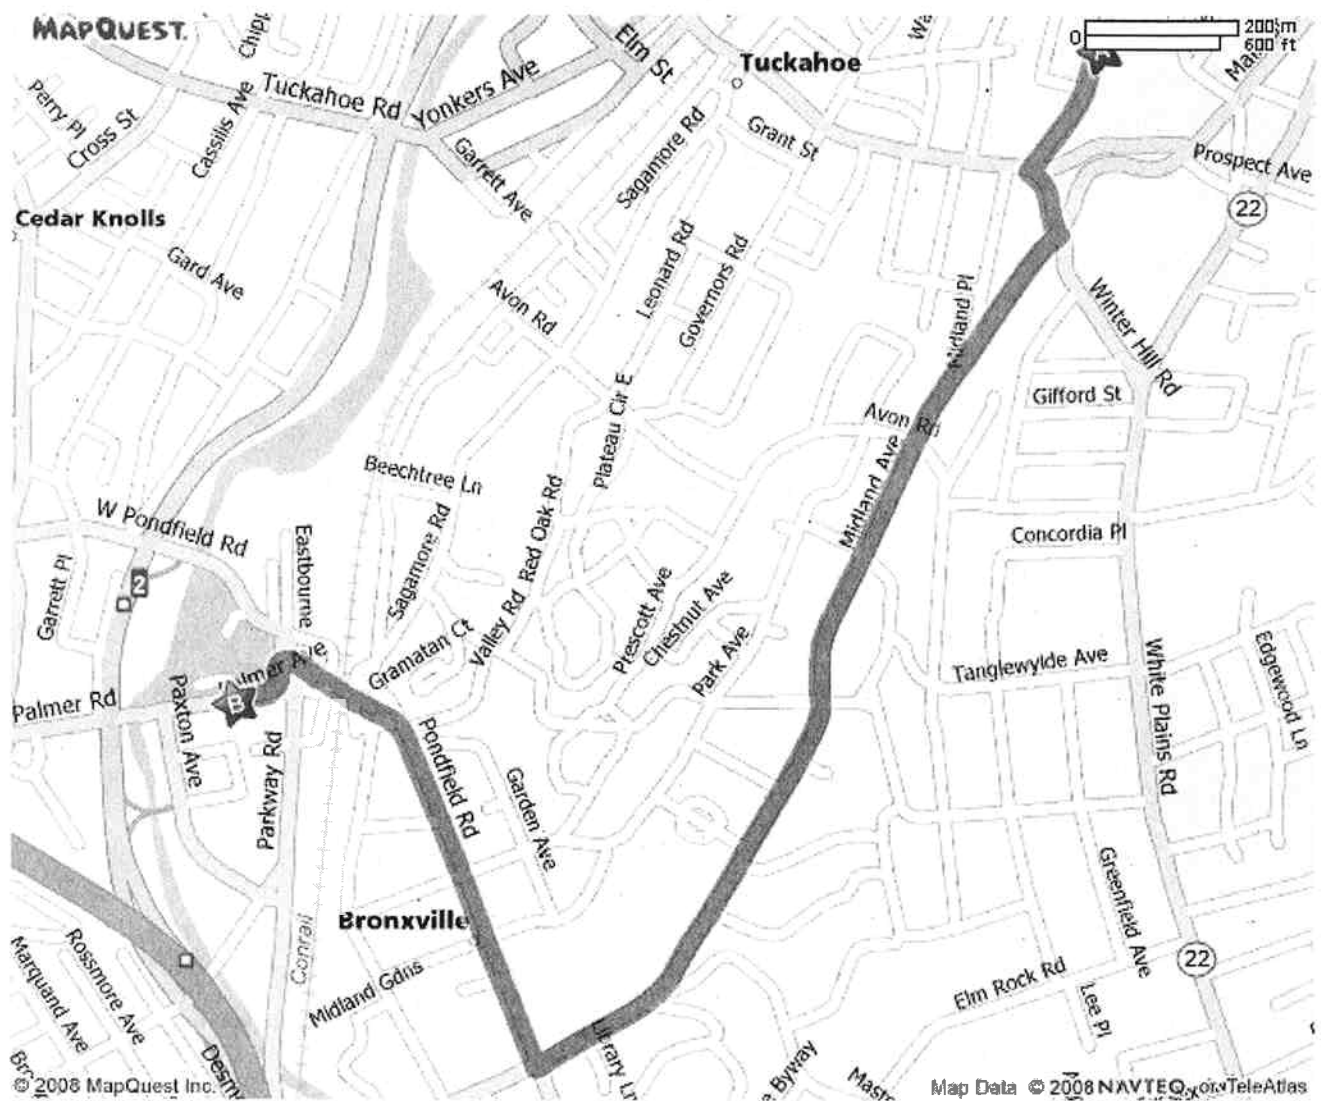 MAPQUEST.
Chipp
Elm St
Tuckahoe
0
200 m
600 ft
Perry Pl
Cross St
Cassilis Ave
Tuckahoe Rd
Yonkers Ave
Garrett Ave
Sagamore Rd
Grant St
Prospect Ave
22
Cedar Knolls
Gard Ave
Avon Rd
Leonard Rd
Governors Rd
Midland Pl
Winter Hill Rd
Gifford St
Plateau Cir E
Avon Rd
Midland Ave
Beechtree Ln
W Pondfield Rd
Eastbourne
Sagamore Rd
Red Oak Rd
Concordia Pl
2
Garrett Pl
Valley Rd
Prescott Ave
Chestnut Ave
Park Ave
Gramatan Ct
Palmer Ave
Palmer Rd
B
Paxton Ave
Parkway Rd
Pondfield Rd
Garden Ave
Tanglewylde Ave
White Plains Rd
Edgewood Ln
Greenfield Ave
Bronxville
Conrail
Midland Gdns
Rossmore Ave
Marquand Ave
Elm Rock Rd
Lee Pl
22
Library Ln
Byway
Desm
© 2008 MapQuest Inc.
Map Data © 2008 NAVTEQ or TeleAtlas